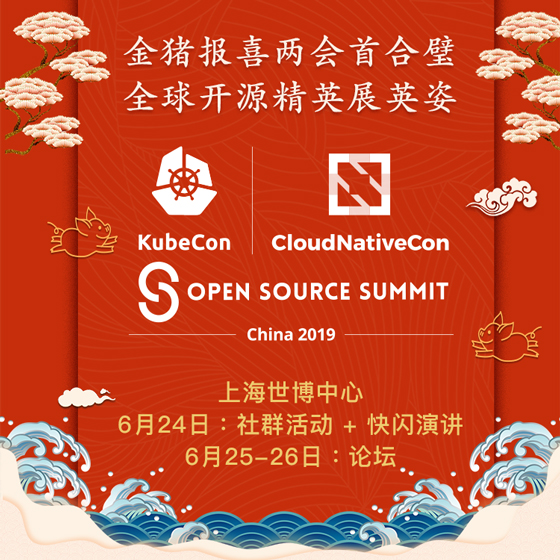 金猪报喜两会首合璧
全球开源精英展英姿
KubeCon
CloudNativeCon
OPEN SOURCE SUMMIT
China 2019
上海世博中心
6月24日：社群活动 + 快闪演讲
6月25-26日：论坛